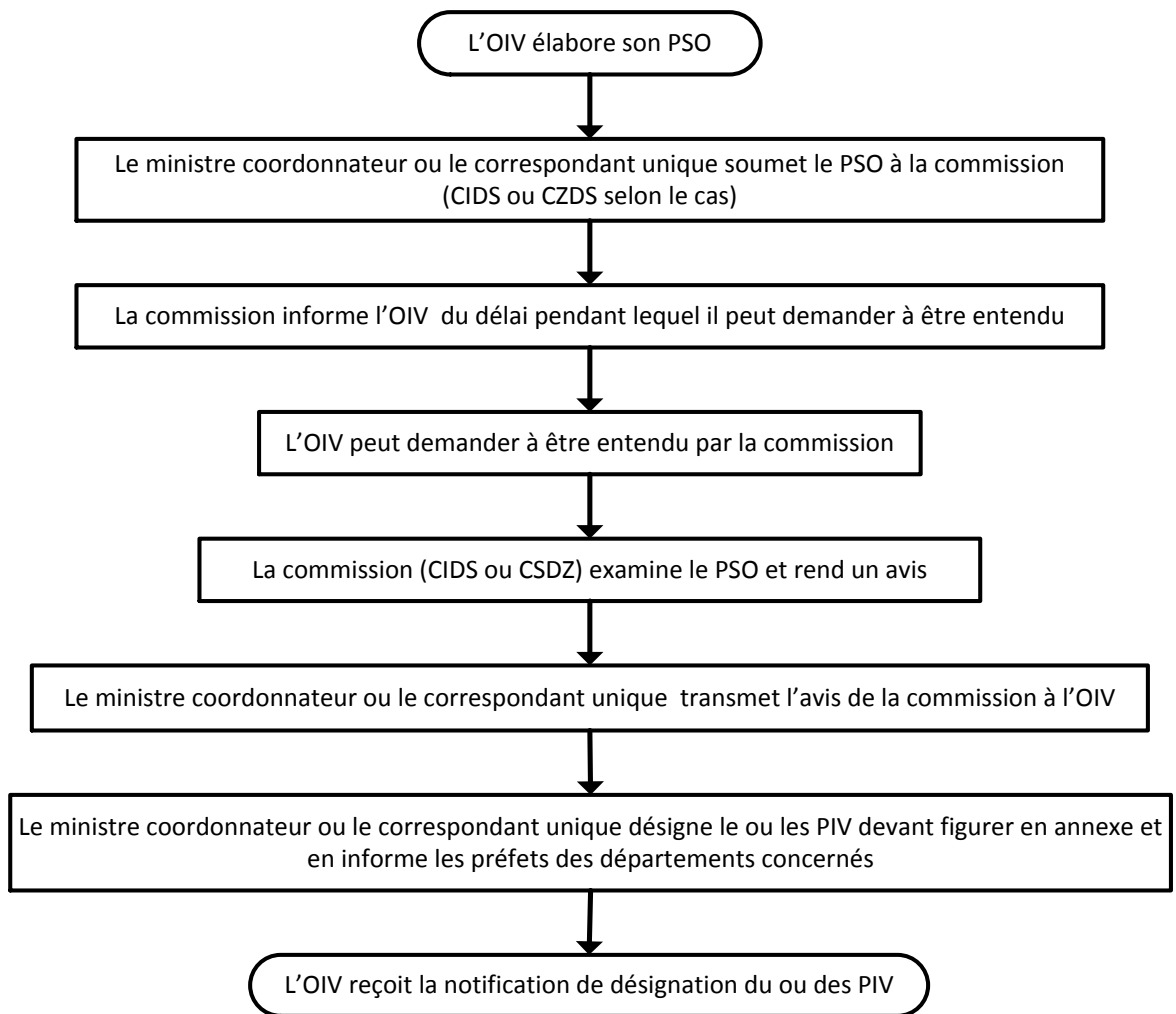 L’OIV élabore son PSO
Le ministre coordonnateur ou le correspondant unique soumet le PSO à la commission
(CIDS ou CZDS selon le cas)
La commission informe l’OIV du délai pendant lequel il peut demander à être entendu
L’OIV peut demander à être entendu par la commission
La commission (CIDS ou CSDZ) examine le PSO et rend un avis
Le ministre coordonnateur ou le correspondant unique transmet l’avis de la commission à l’OIV
Le ministre coordonnateur ou le correspondant unique désigne le ou les PIV devant figurer en annexe et
en informe les préfets des départements concernés
L’OIV reçoit la notification de désignation du ou des PIV